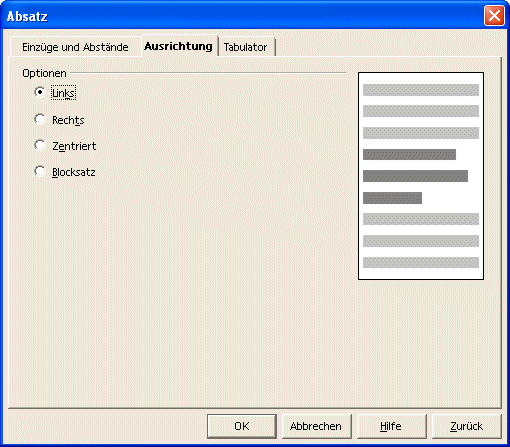 Absatz
Einzüge und Abstände Ausrichtung Tabulator
Optionen
Links
Rechts
Zentriert
Blocksatz
OK Abbrechen Hilfe Zurück